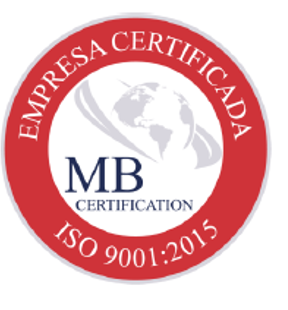 EMPRESA CERTIFICADA
MB
CERTIFICATION
ISO 9001:2015